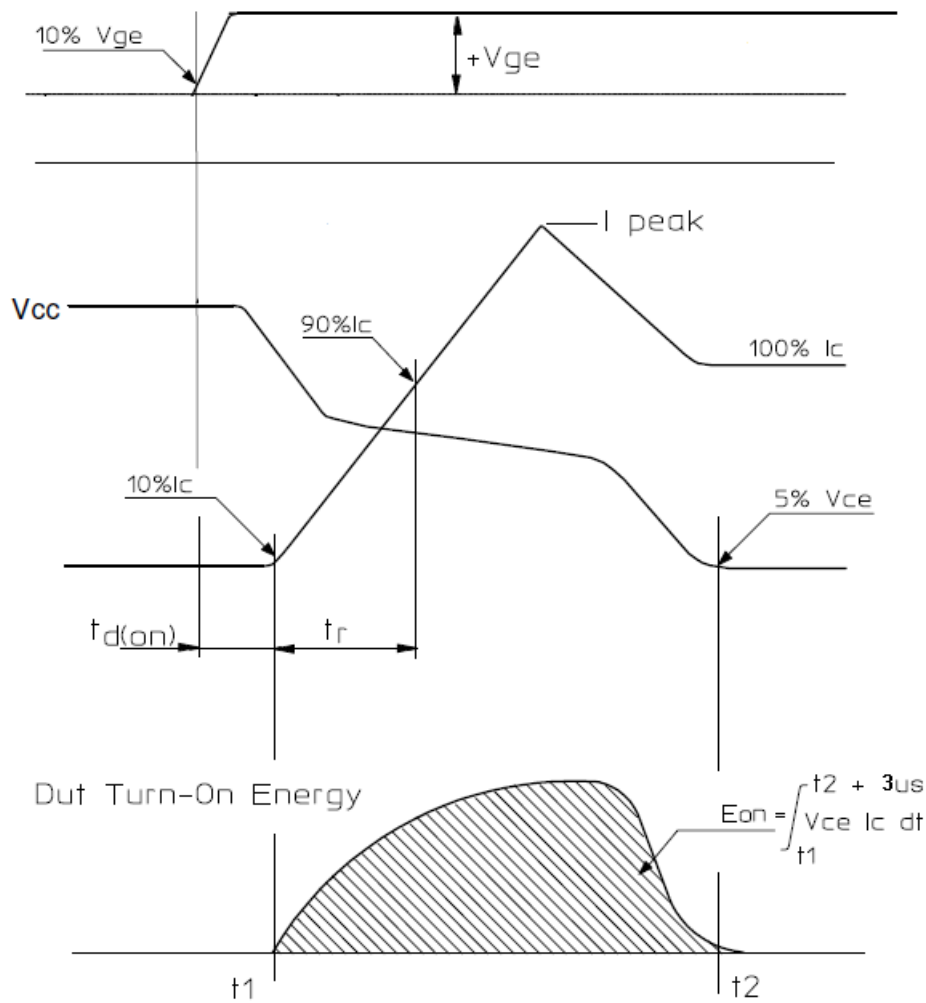 10% Vge
+Vge
I peak
Vcc
90%Ic
100% Ic
10%Ic
5% Vce
td(on)
tr
Dut Turn-On Energy
t2 + 3us
Eon = ∫ Vce Ic dt
t1
t1
t2